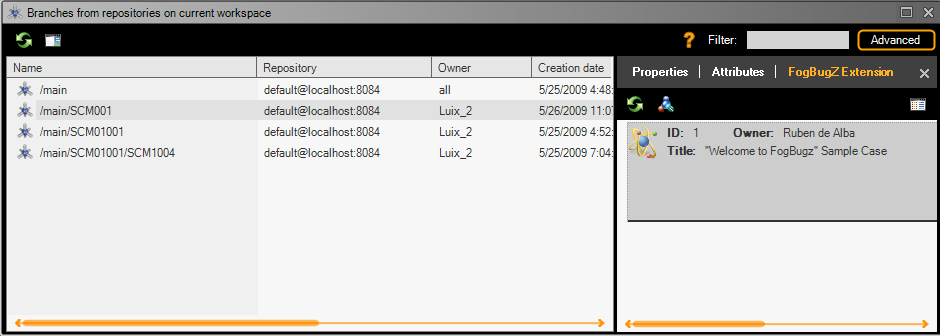 Branches from repositories on current workspace
? Filter: Advanced
Name Repository Owner Creation date
/main default@localhost:8084 all 5/25/2009 4:48:
/main/SCM001 default@localhost:8084 Luix_2 5/26/2009 11:07
/main/SCM01001 default@localhost:8084 Luix_2 5/25/2009 4:52:
/main/SCM01001/SCM1004 default@localhost:8084 Luix_2 5/25/2009 7:04:
Properties Attributes FogBugZ Extension
ID: 1 Owner: Ruben de Alba
Title: "Welcome to FogBugz" Sample Case